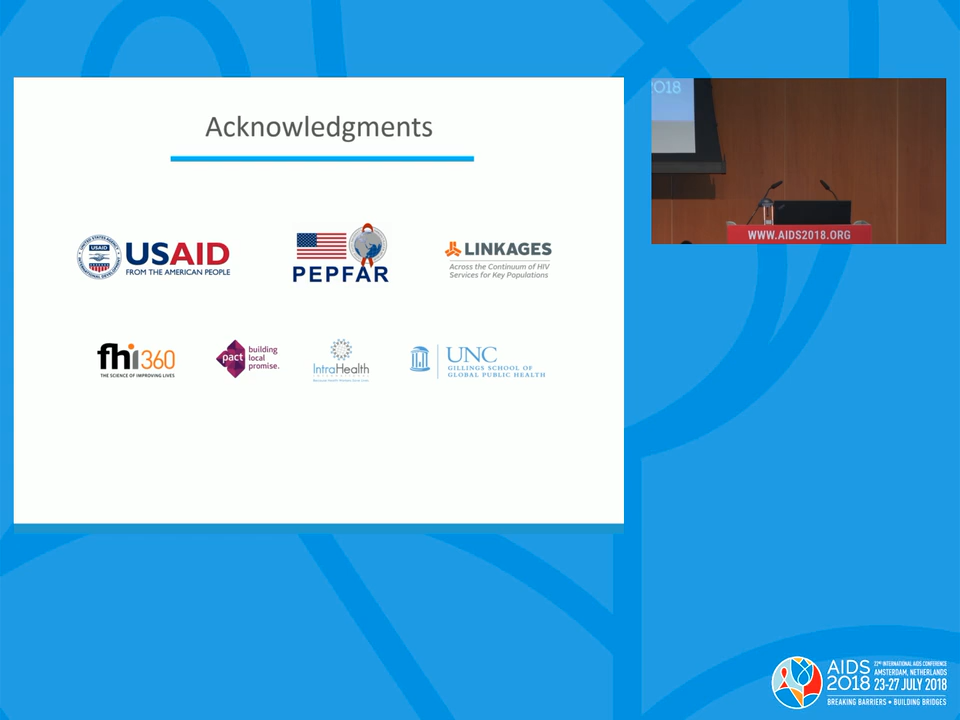 Acknowledgments
USAID
USAID
FROM THE AMERICAN PEOPLE
PEPFAR
LINKAGES
Across the Continuum of HIV
Services for Key Populations
fhi360
THE SCIENCE OF IMPROVING LIVES
pact
building
local
promise.
IntraHealth
UNC
GILLINGS SCHOOL OF
GLOBAL PUBLIC HEALTH
2018
WWW.AIDS2018.ORG
AIDS
2018
22ND INTERNATIONAL AIDS CONFERENCE
AMSTERDAM, NETHERLANDS
23-27 JULY 2018
BREAKING BARRIERS • BUILDING BRIDGES